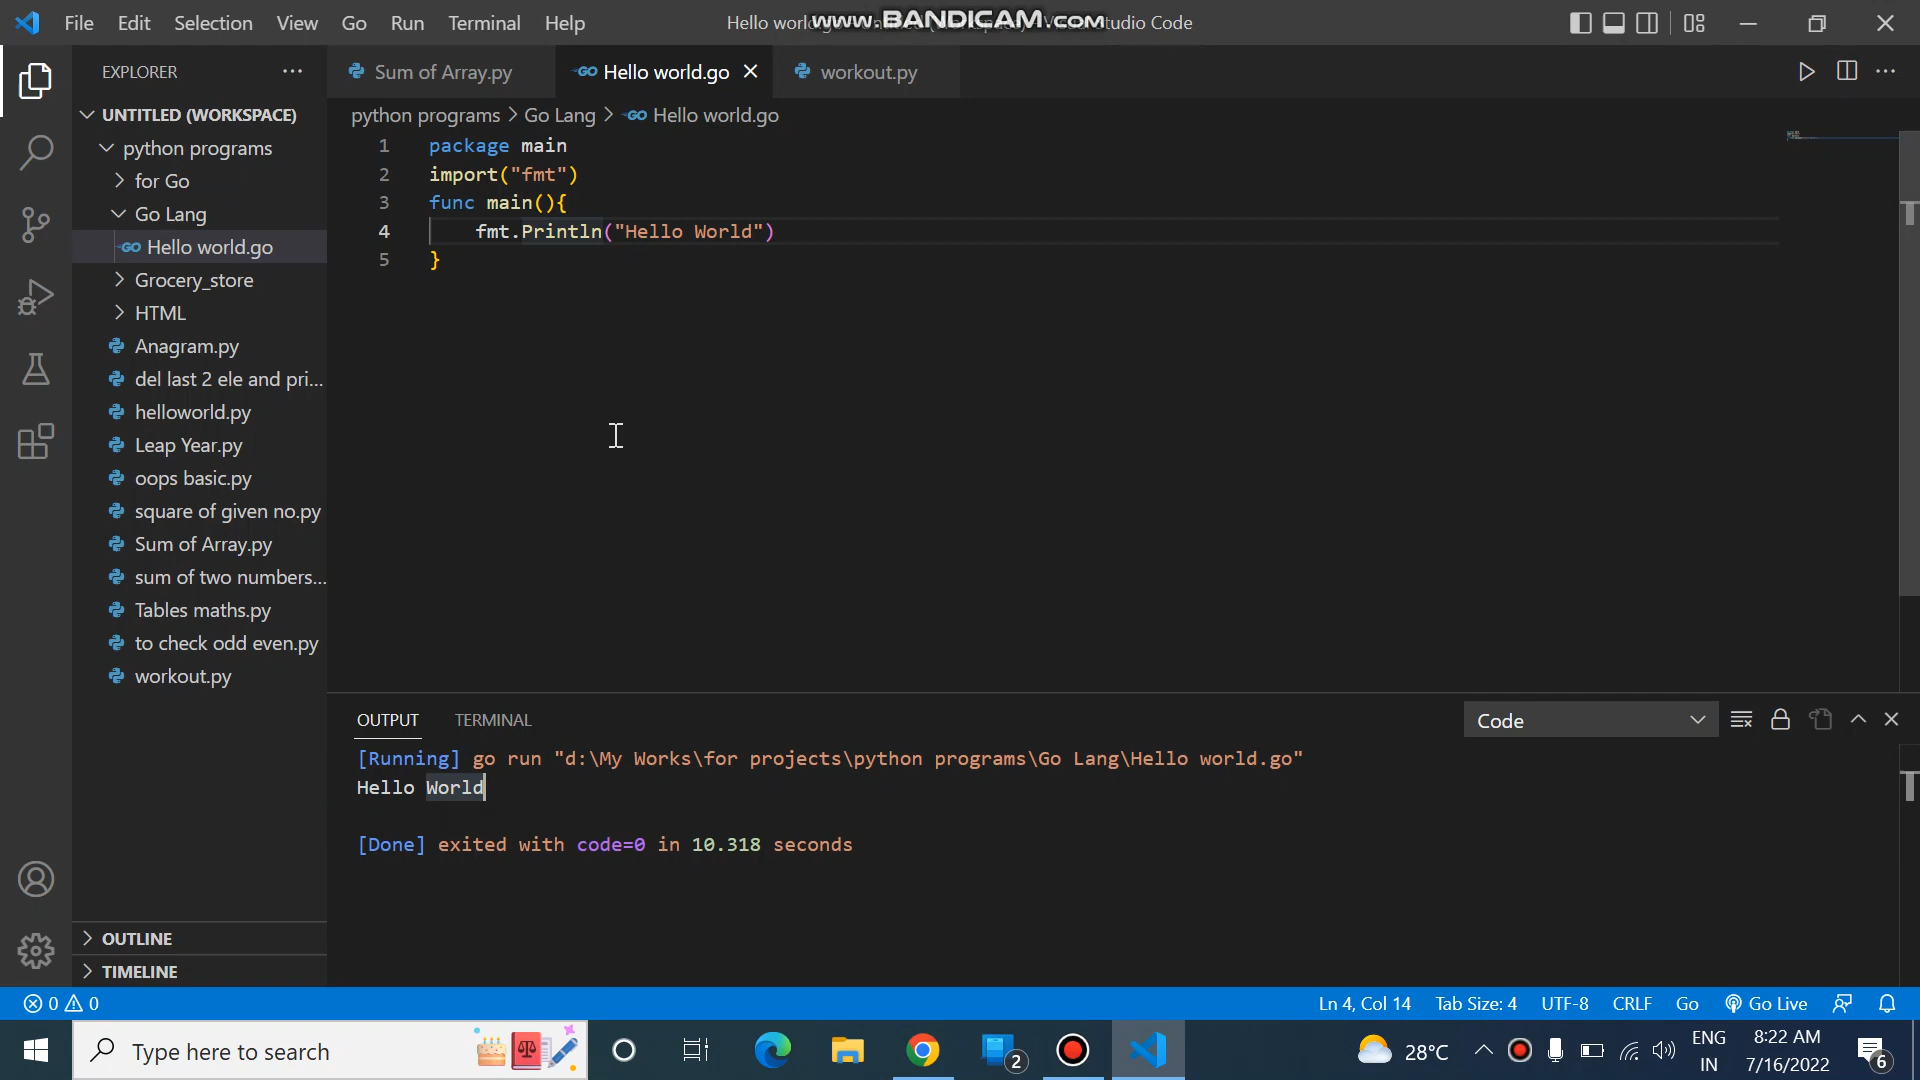 File Edit Selection View Go Run Terminal Help
www.BANDICAM.com
Hello world
EXPLORER
Sum of Array.py
Hello world.go
workout.py
UNTITLED (WORKSPACE)
python programs
for Go
Go Lang
Hello world.go
Grocery_store
HTML
Anagram.py
del last 2 ele and pri...
helloworld.py
Leap Year.py
oops basic.py
square of given no.py
Sum of Array.py
sum of two numbers...
Tables maths.py
to check odd even.py
workout.py
OUTLINE
TIMELINE
python programs > Go Lang > Hello world.go
1 package main
2 import("fmt")
3 func main(){
4 fmt.Println("Hello World")
5 }
OUTPUT TERMINAL
Code
[Running] go run "d:\My Works\for projects\python programs\Go Lang\Hello world.go"
Hello World
[Done] exited with code=0 in 10.318 seconds
0 0
Ln 4, Col 14 Tab Size: 4 UTF-8 CRLF Go Go Live
Type here to search
2
28°C
ENG
IN
8:22 AM
7/16/2022
6